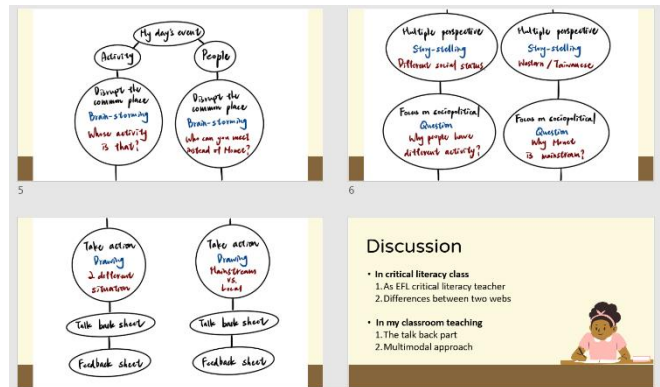 My day's event
Activity
People
Disrupt the
common place
Brain-storming
Whose activity
is that?
Disrupt the
common place
Brain-storming
Who can you meet
instead of Monet?
5
Multiple perspective
Story-stelling
Different social status
Multiple perspective
Story-stelling
Western / Taiwanese
Focus on sociopolitical
Question
Why people have
different activity?
Focus on sociopolitical
Question
Why Monet
is mainstream?
6
Take action
Drawing
2 different
situation
Talk back sheet
Feedback sheet
Take action
Drawing
Mainstream
vs.
Local
Talk back sheet
Feedback sheet
Discussion
• In critical literacy class
1. As EFL critical literacy teacher
2. Differences between two webs
• In my classroom teaching
1. The talk back part
2. Multimodal approach